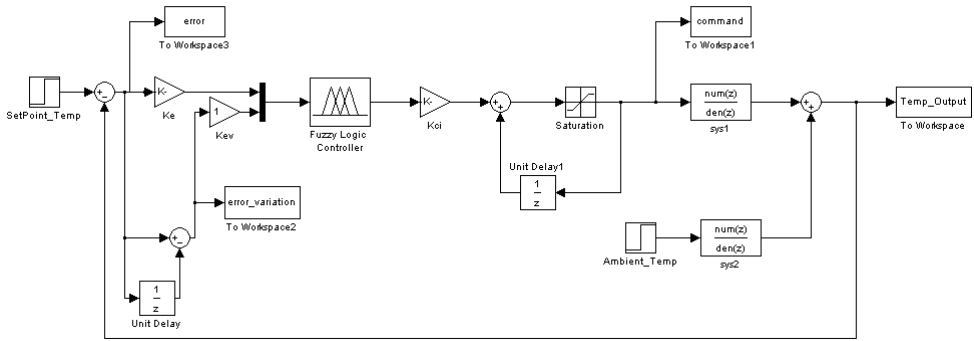 error
To Workspace3
command
To Workspace1
SetPoint_Temp
+
−
K-
Ke
1
Kev
Fuzzy Logic
Controller
K-
Kci
+
+
Saturation
num(z)
den(z)
sys1
+
+
Temp_Output
To Workspace
Unit Delay1
1
z
error_variation
To Workspace2
+
−
Ambient_Temp
num(z)
den(z)
sys2
1
z
Unit Delay